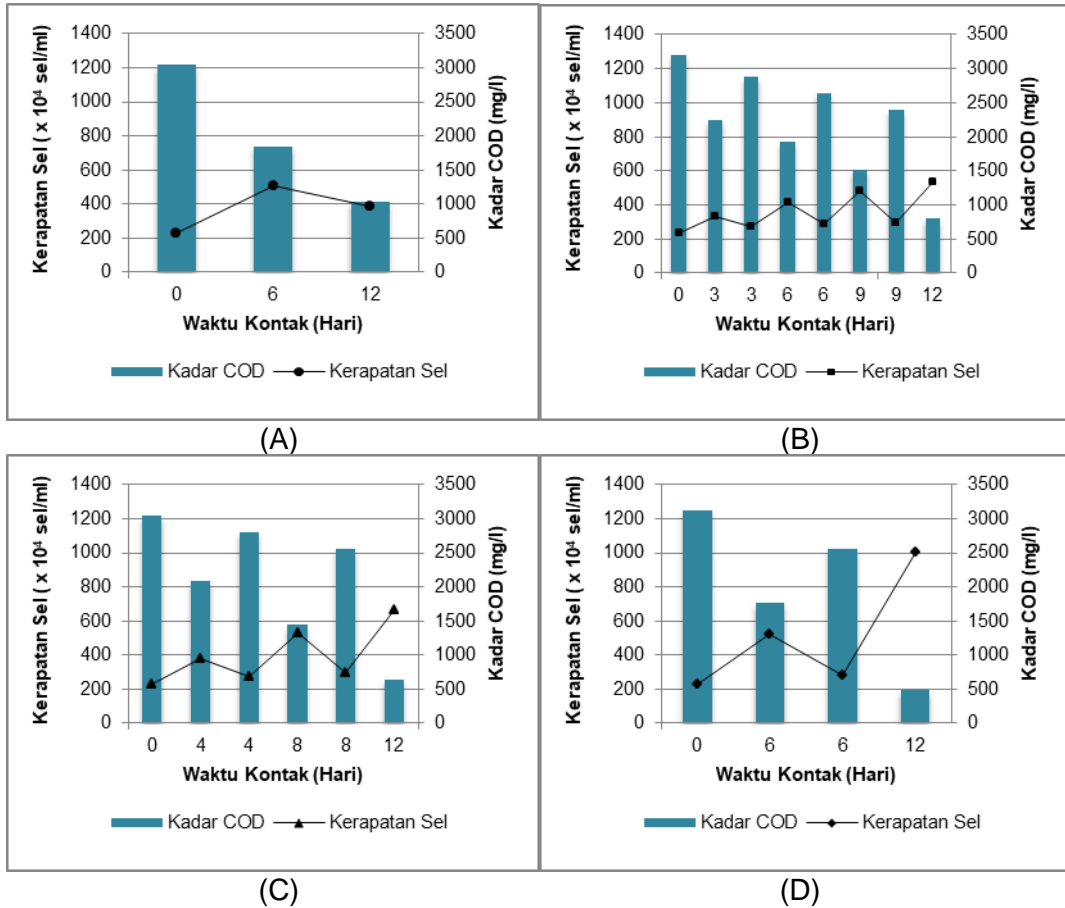 1400
1200
1000
800
600
400
200
0
Kerapatan Sel ( x 10⁴ sel/ml)
3500
3000
2500
2000
1500
1000
500
0
Kadar COD (mg/l)
0 6 12
Waktu Kontak (Hari)
Kadar COD Kerapatan Sel
(A)
1400
1200
1000
800
600
400
200
0
Kerapatan Sel ( x 10⁴ sel/ml)
3500
3000
2500
2000
1500
1000
500
0
Kadar COD (mg/l)
0 3 3 6 6 9 9 12
Waktu Kontak (Hari)
Kadar COD Kerapatan Sel
(B)
1400
1200
1000
800
600
400
200
0
Kerapatan Sel ( x 10⁴ sel/ml)
3500
3000
2500
2000
1500
1000
500
0
Kadar COD (mg/l)
0 4 4 8 8 12
Waktu Kontak (Hari)
Kadar COD Kerapatan Sel
(C)
1400
1200
1000
800
600
400
200
0
Kerapatan Sel ( x 10⁴ sel/ml)
3500
3000
2500
2000
1500
1000
500
0
Kadar COD (mg/l)
0 6 6 12
Waktu Kontak (Hari)
Kadar COD Kerapatan Sel
(D)